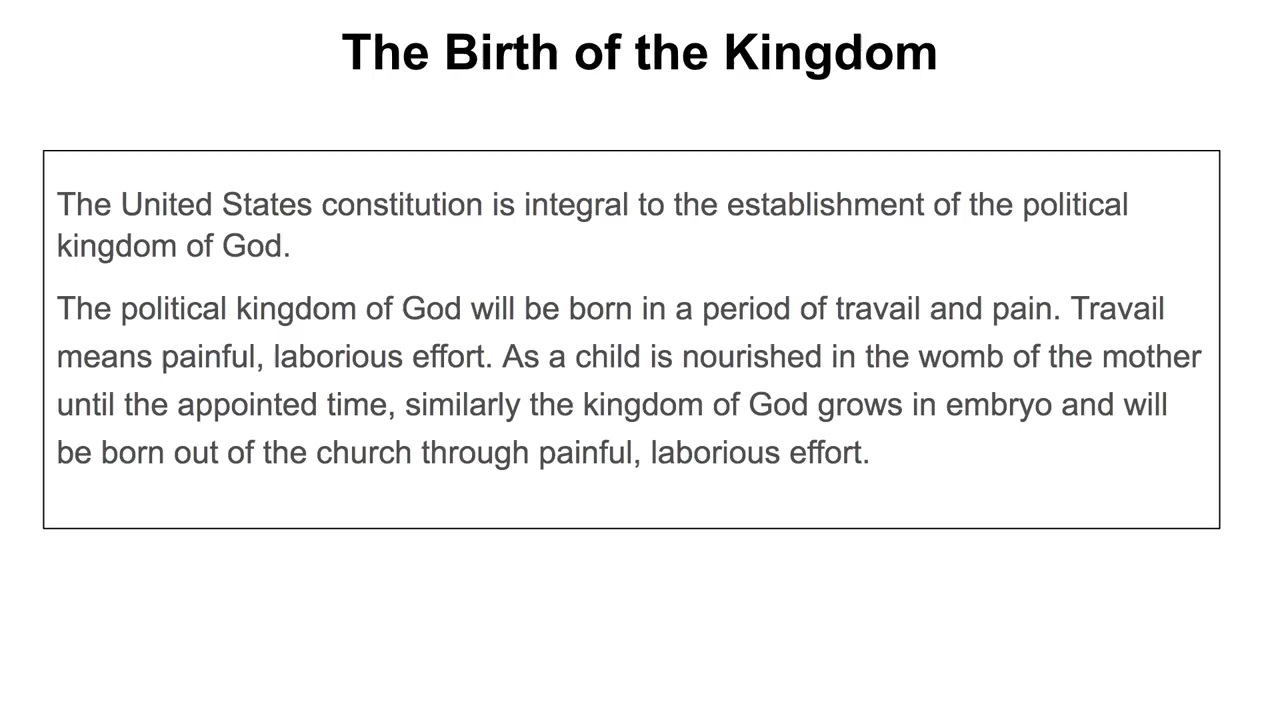 The Birth of the Kingdom
The United States constitution is integral to the establishment of the political
kingdom of God.
The political kingdom of God will be born in a period of travail and pain. Travail
means painful, laborious effort. As a child is nourished in the womb of the mother
until the appointed time, similarly the kingdom of God grows in embryo and will
be born out of the church through painful, laborious effort.